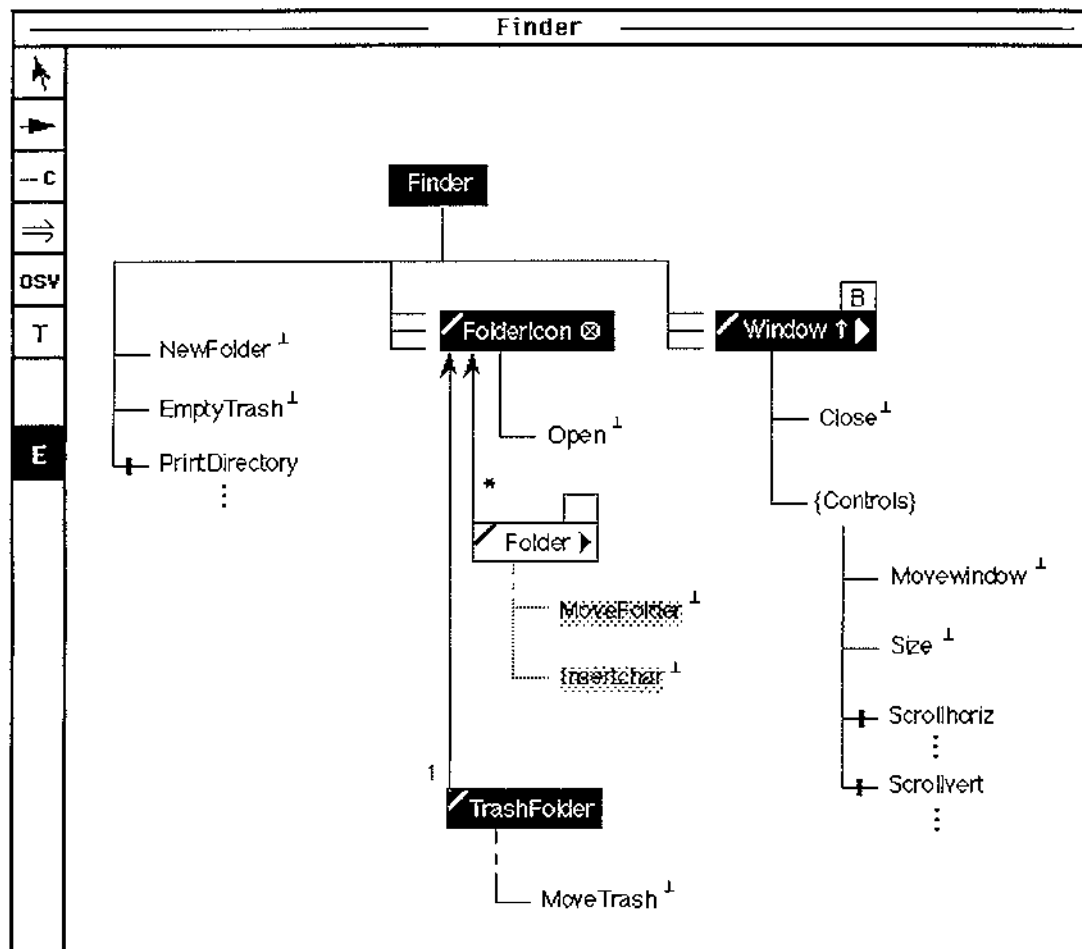 Finder
C
OSV
T
E
Finder
B
FolderIcon ⊗
Window ↑
NewFolder ⊥
EmptyTrash ⊥
PrintDirectory
Open ⊥
Close ⊥
*
{Controls}
Folder
MoveFolder ⊥
Insertchar ⊥
Movewindow ⊥
Size ⊥
Scrollhoriz
Scrollvert
1
TrashFolder
MoveTrash ⊥